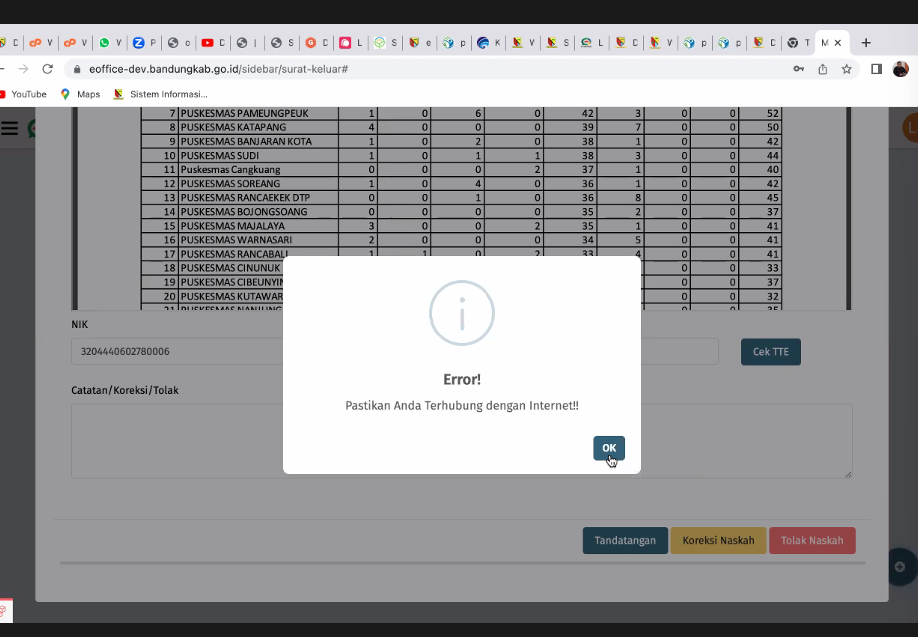 eoffice-dev.bandungkab.go.id/sidebar/surat-keluar#
YouTube Maps Sistem Informasi...
7 PUSKESMAS PAMEUNGPEUK 1 0 6 0 42 3 0 0 52
8 PUSKESMAS KATAPANG 4 0 0 0 39 7 0 0 50
9 PUSKESMAS BANJARAN KOTA 1 0 2 0 38 1 0 0 42
10 PUSKESMAS SUDI 1 0 1 1 38 3 0 0 44
11 Puskesmas Cangkuang 0 0 0 2 37 1 0 0 40
12 PUSKESMAS SOREANG 1 0 4 0 36 1 0 0 42
13 PUSKESMAS RANCAEKEK DTP 0 0 1 0 36 8 0 0 45
14 PUSKESMAS BOJONGSOANG 0 0 0 0 35 2 0 0 37
15 PUSKESMAS MAJALAYA 3 0 0 2 35 1 0 0 41
16 PUSKESMAS WARNASARI 2 0 0 0 34 5 0 0 41
17 PUSKESMAS RANCABALI 1 1 0 2 33 4 0 0 41
18 PUSKESMAS CINUNUK 0 0 33
19 PUSKESMAS CIBEUNYIN 0 0 37
20 PUSKESMAS KUTAWAR 0 0 32
NIK
3204440602780006
Cek TTE
Catatan/Koreksi/Tolak
Error!
Pastikan Anda Terhubung dengan Internet!!
OK
Tandatangan Koreksi Naskah Tolak Naskah